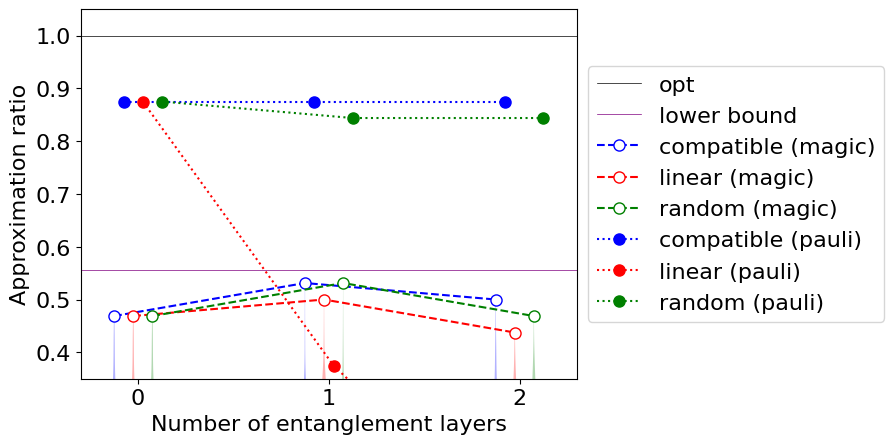 1.0
0.9
0.8
0.7
0.6
0.5
0.4
Approximation ratio
0 1 2
Number of entanglement layers
opt
lower bound
compatible (magic)
linear (magic)
random (magic)
compatible (pauli)
linear (pauli)
random (pauli)